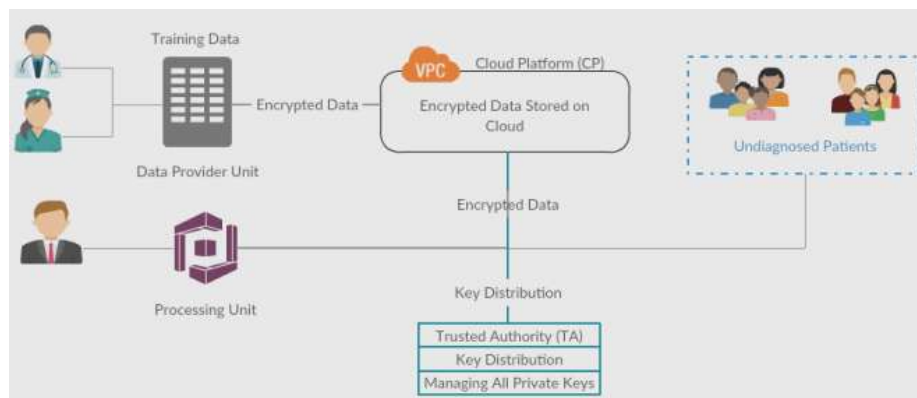 Training Data
VPC
Cloud Platform (CP)
Encrypted Data
Encrypted Data Stored on
Cloud
Undiagnosed Patients
Data Provider Unit
Encrypted Data
Processing Unit
Key Distribution
Trusted Authority (TA)
Key Distribution
Managing All Private Keys